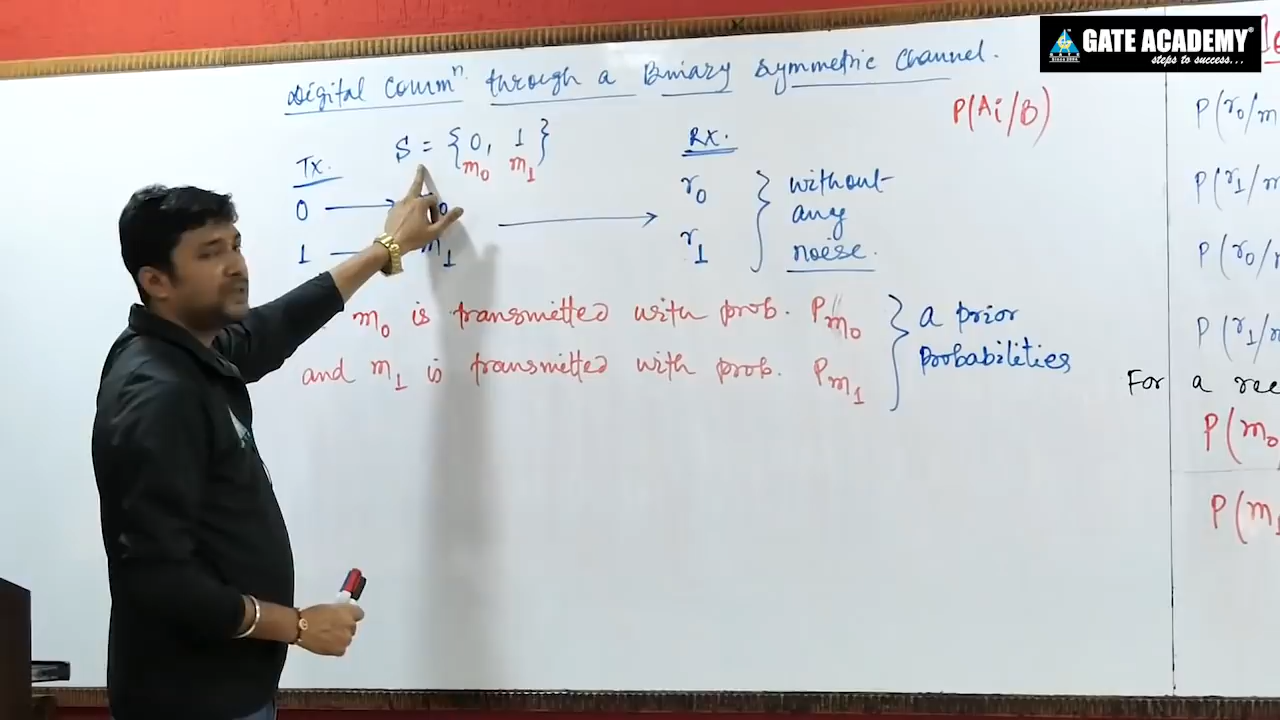 GATE ACADEMY®
steps to success...
Digital Commⁿ. through a Binary Symmetric Channel.
P(Ai/B)
S = {0, 1}
m₀ m₁
Tx.
Rx.
0 → m₀ → r₀
1 → m₁ r₁
} without any noise.
m₀ is transmitted with prob. Pm₀
and m₁ is transmitted with prob. Pm₁
} a prior
probabilities
P(r₀/m
P(r₁/m
P(r₀/
P(r₁/
For a rec
P(m₀
P(m₁